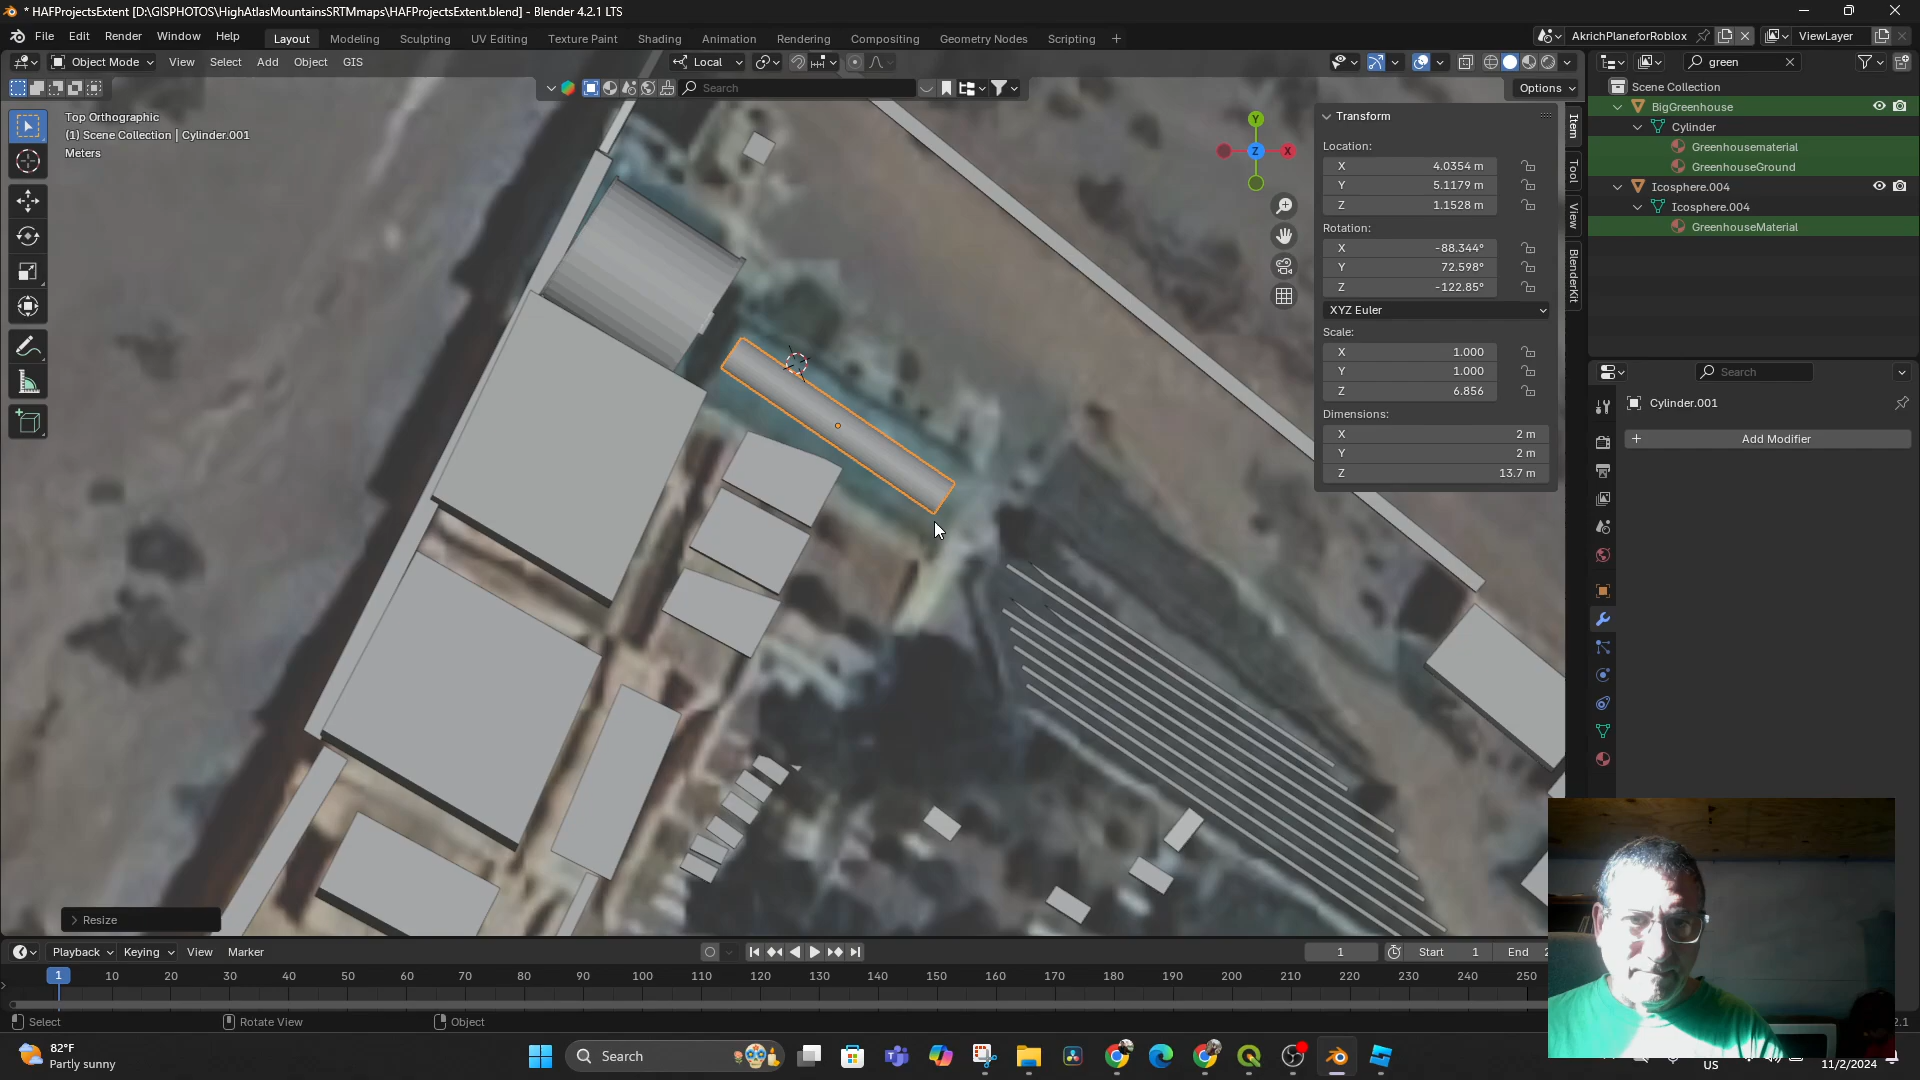 * HAFProjectsExtent [D:\GISPHOTOS\HighAtlasMountainsSRTMmaps\HAFProjectsExtent.blend] - Blender 4.2.1 LTS
File Edit Render Window Help Layout Modeling Sculpting UV Editing Texture Paint Shading Animation Rendering Compositing Geometry Nodes Scripting + AkrichPlaneforRoblox ViewLayer
Object Mode View Select Add Object GIS Local green
Search Options
Scene Collection
BigGreenhouse
Cylinder
Greenhousematerial
GreenhouseGround
Icosphere.004
Icosphere.004
GreenhouseMaterial
Top Orthographic
(1) Scene Collection | Cylinder.001
Meters
Y
X
Z
Transform
Location:
X 4.0354 m
Y 5.1179 m
Z 1.1528 m
Rotation:
X -88.344°
Y 72.598°
Z -122.85°
XYZ Euler
Scale:
X 1.000
Y 1.000
Z 6.856
Dimensions:
X 2 m
Y 2 m
Z 13.7 m
Item
Tool
View
BlenderKit
Search
Cylinder.001
+ Add Modifier
> Resize
Playback Keying View Marker 1 Start 1 End 2
1 10 20 30 40 50 60 70 80 90 100 110 120 130 140 150 160 170 180 190 200 210 220 230 240 250
Select Rotate View Object 2.1
82°F
Partly sunny
Search
US
11/2/2024